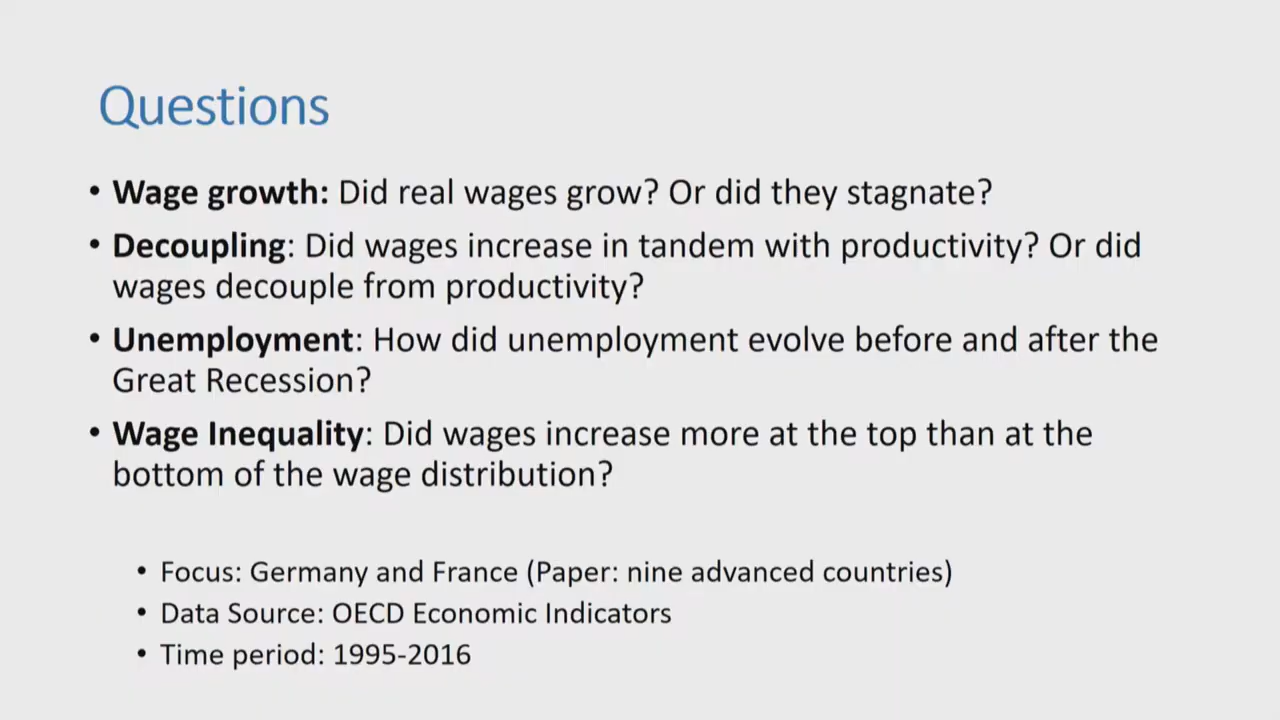 Questions
• Wage growth: Did real wages grow? Or did they stagnate?
• Decoupling: Did wages increase in tandem with productivity? Or did
wages decouple from productivity?
• Unemployment: How did unemployment evolve before and after the
Great Recession?
• Wage Inequality: Did wages increase more at the top than at the
bottom of the wage distribution?
• Focus: Germany and France (Paper: nine advanced countries)
• Data Source: OECD Economic Indicators
• Time period: 1995-2016